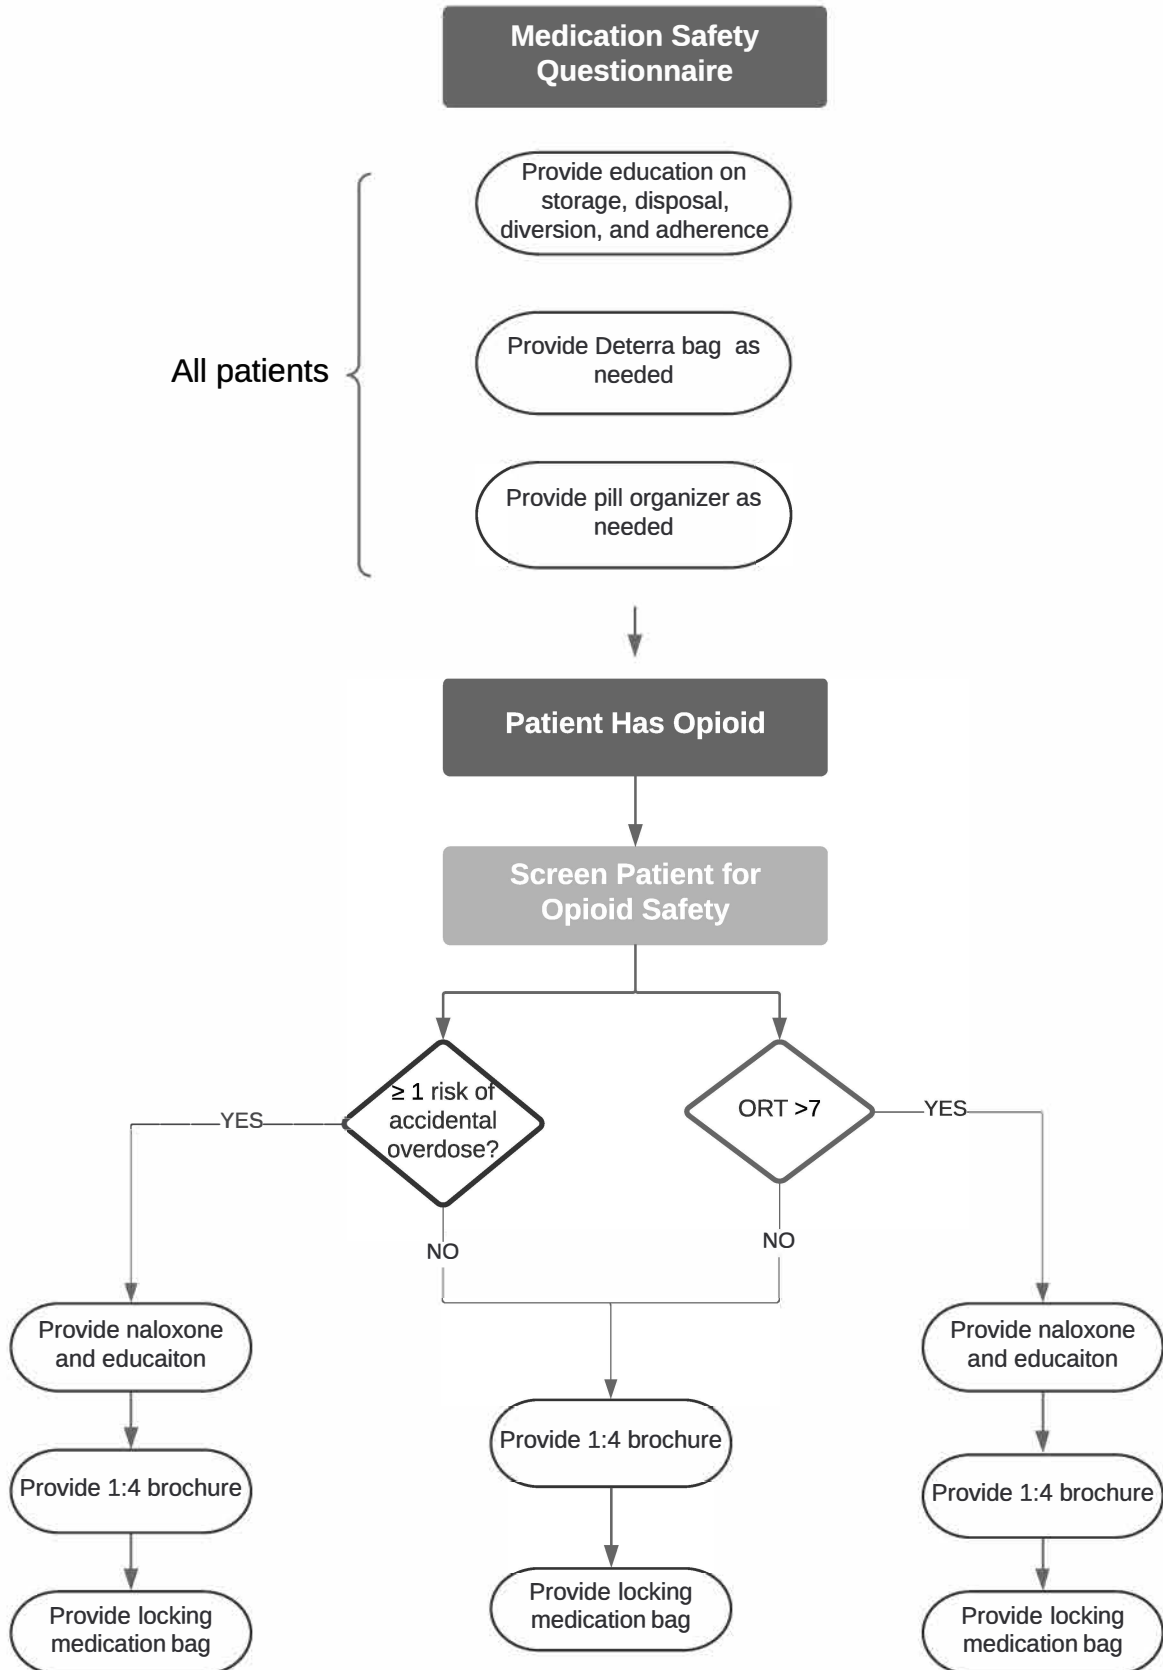 Medication Safety
Questionnaire
Provide education on
storage, disposal,
diversion, and adherence
All patients
Provide Deterra bag as
needed
Provide pill organizer as
needed
Patient Has Opioid
Screen Patient for
Opioid Safety
≥ 1 risk of
accidental
overdose?
ORT >7
YES
YES
NO
NO
Provide naloxone
and educaiton
Provide 1:4 brochure
Provide locking
medication bag
Provide 1:4 brochure
Provide locking
medication bag
Provide naloxone
and educaiton
Provide 1:4 brochure
Provide locking
medication bag